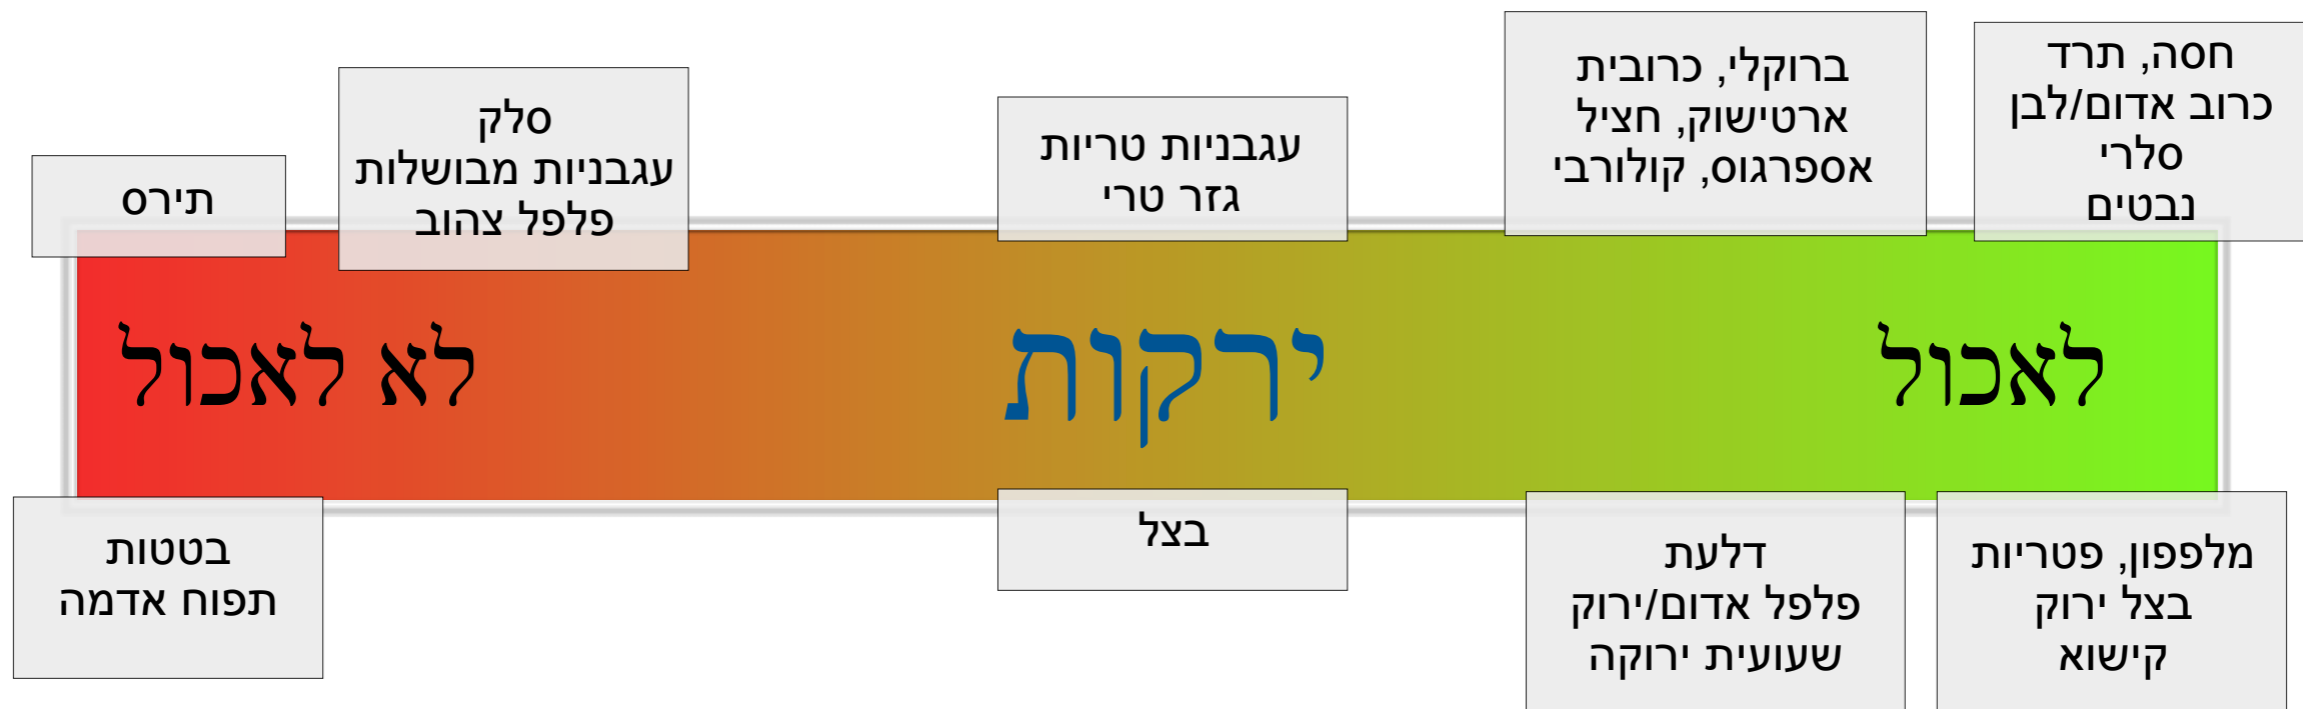 חסה, תרד
כרוב אדום/לבן
סלרי
נבטים
ברוקלי, כרובית
ארטישוק, חציל
אספרגוס, קולורבי
עגבניות טריות
גזר טרי
סלק
עגבניות מבושלות
פלפל צהוב
תירס
לאכול
ירקות
לא לאכול
מלפפון, פטריות
בצל ירוק
קישוא
דלעת
פלפל אדום/ירוק
שעועית ירוקה
בצל
בטטות
תפוח אדמה